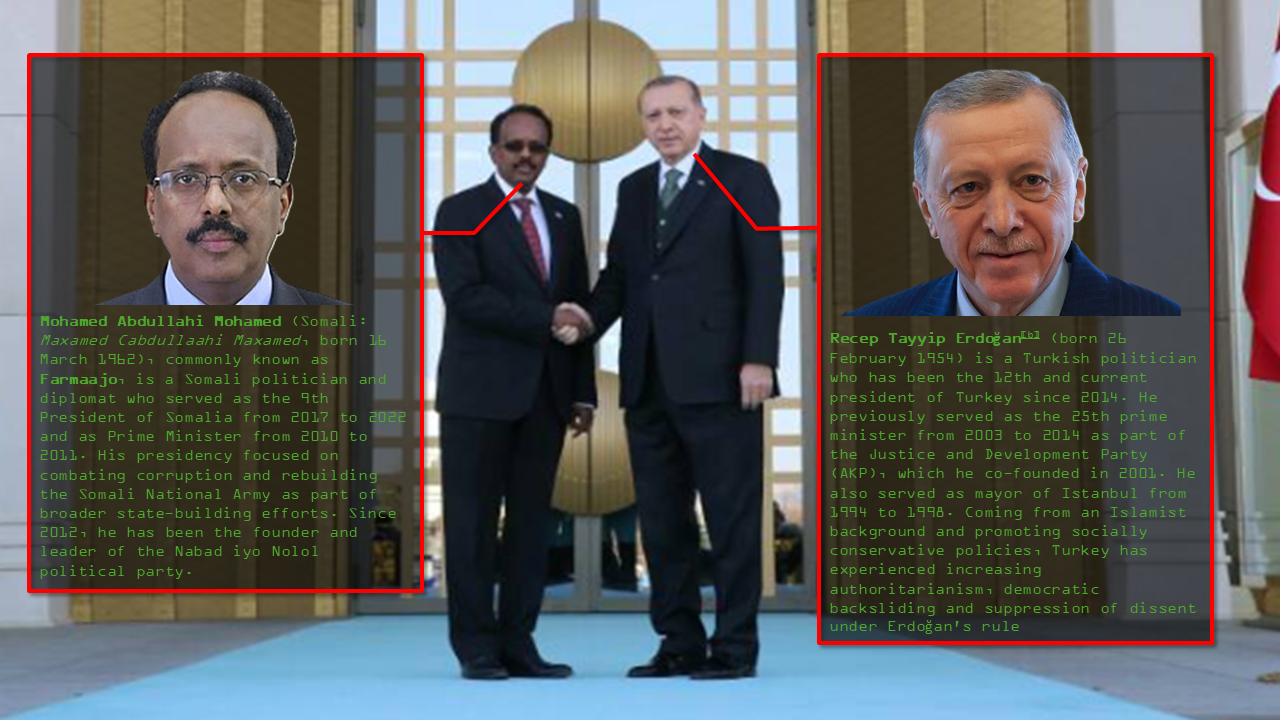 Mohamed Abdullahi Mohamed (Somali:
Maxamed Cabdullaahi Maxamed, born 16
March 1962), commonly known as
Farmaajo, is a Somali politician and
diplomat who served as the 9th
President of Somalia from 2017 to 2022
and as Prime Minister from 2010 to
2011. His presidency focused on
combating corruption and rebuilding
the Somali National Army as part of
broader state-building efforts. Since
2012, he has been the founder and
leader of the Nabad iyo Nolol
political party.
Recep Tayyip Erdoğan[b] (born 26
February 1954) is a Turkish politician
who has been the 12th and current
president of Turkey since 2014. He
previously served as the 25th prime
minister from 2003 to 2014 as part of
the Justice and Development Party
(AKP), which he co-founded in 2001. He
also served as mayor of Istanbul from
1994 to 1998. Coming from an Islamist
background and promoting socially
conservative policies, Turkey has
experienced increasing
authoritarianism, democratic
backsliding and suppression of dissent
under Erdoğan's rule